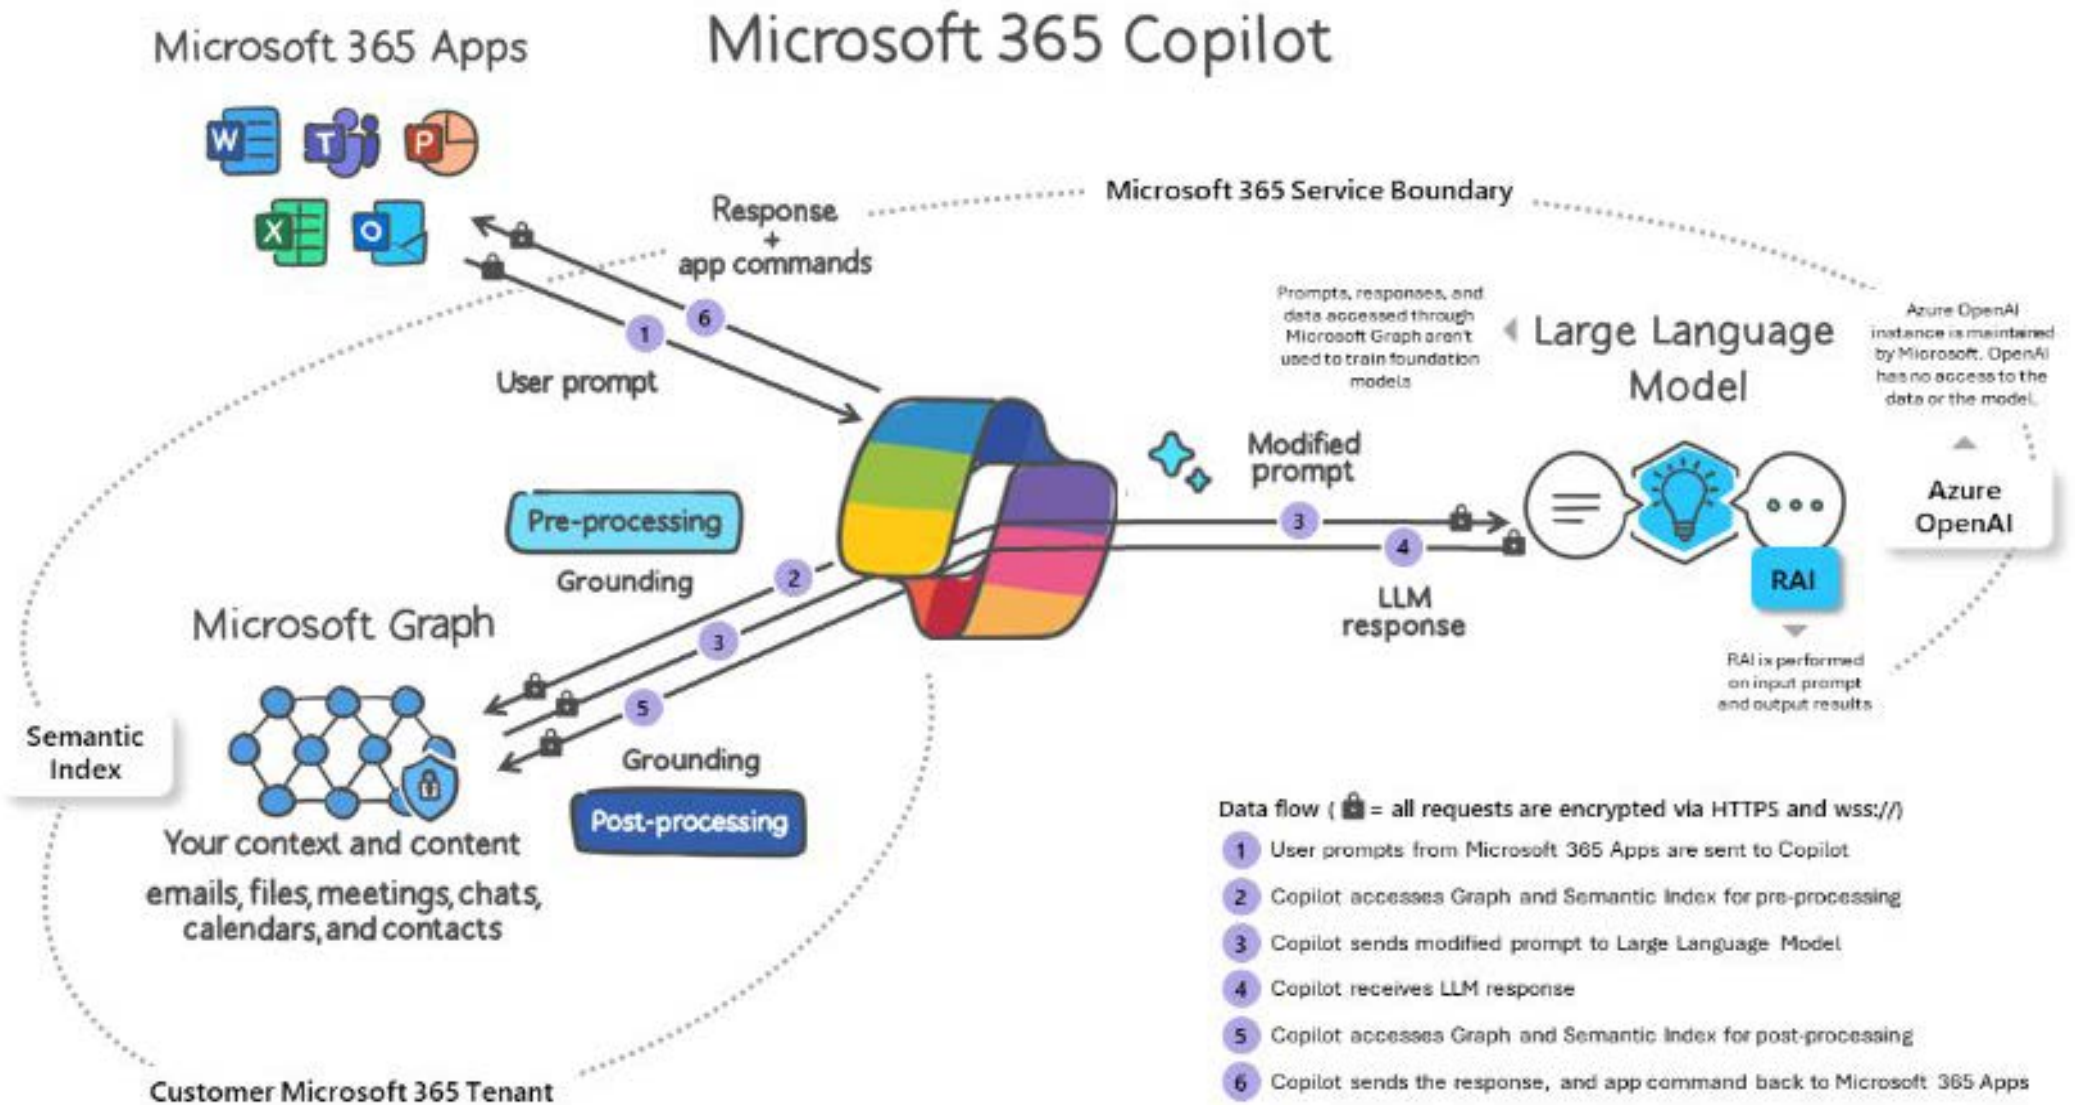 Microsoft 365 Copilot
Microsoft 365 Apps
W
T
P
X
O
Response
+
app commands
Microsoft 365 Service Boundary
6
1
User prompt
Prompts, responses, and
data accessed through
Microsoft Graph aren't
used to train foundation
models
Large Language
Model
Azure OpenAI
instance is maintained
by Microsoft. OpenAI
has no access to the
data or the model.
Modified
prompt
3
4
LLM
response
Azure
OpenAI
RAI
RAI is performed
on input prompt
and output results
Pre-processing
Grounding
2
3
5
Grounding
Post-processing
Microsoft Graph
Semantic
Index
Your context and content
emails, files, meetings, chats,
calendars, and contacts
Customer Microsoft 365 Tenant
Data flow ( = all requests are encrypted via HTTPS and wss://)
1 User prompts from Microsoft 365 Apps are sent to Copilot
2 Copilot accesses Graph and Semantic Index for pre-processing
3 Copilot sends modified prompt to Large Language Model
4 Copilot receives LLM response
5 Copilot accesses Graph and Semantic Index for post-processing
6 Copilot sends the response, and app command back to Microsoft 365 Apps